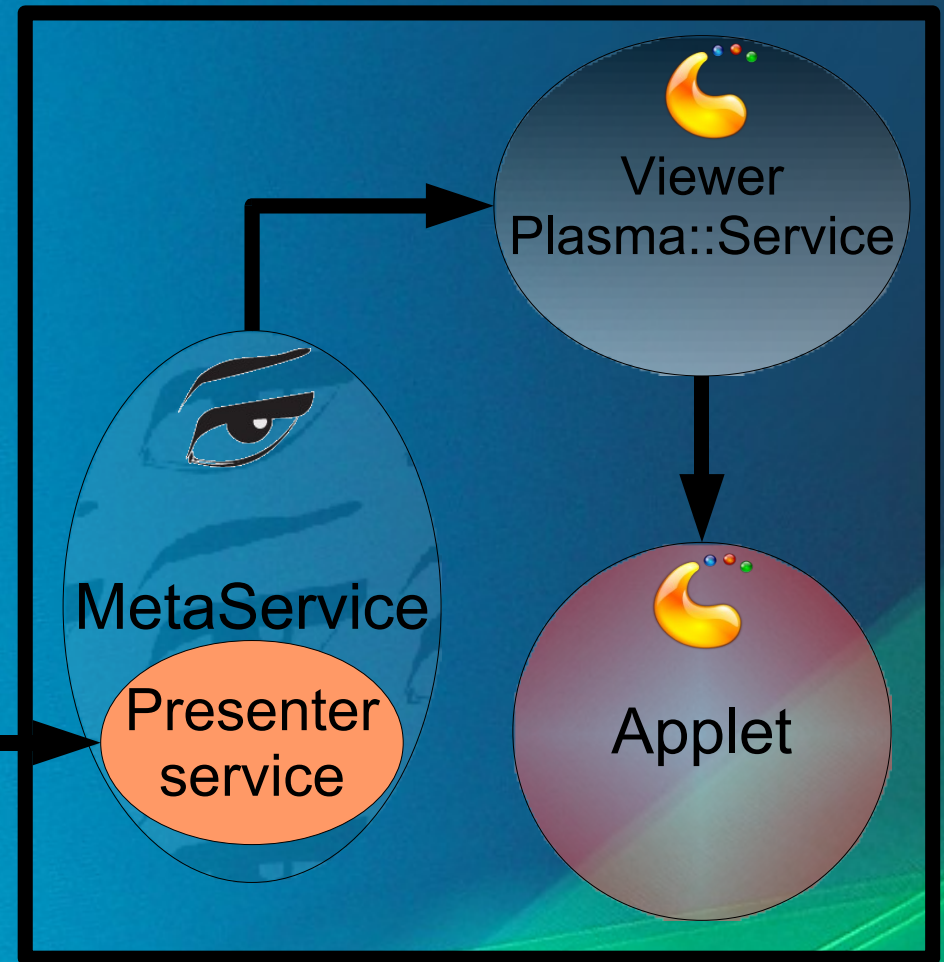 Viewer
Plasma::Service
MetaService
Presenter
service
Applet